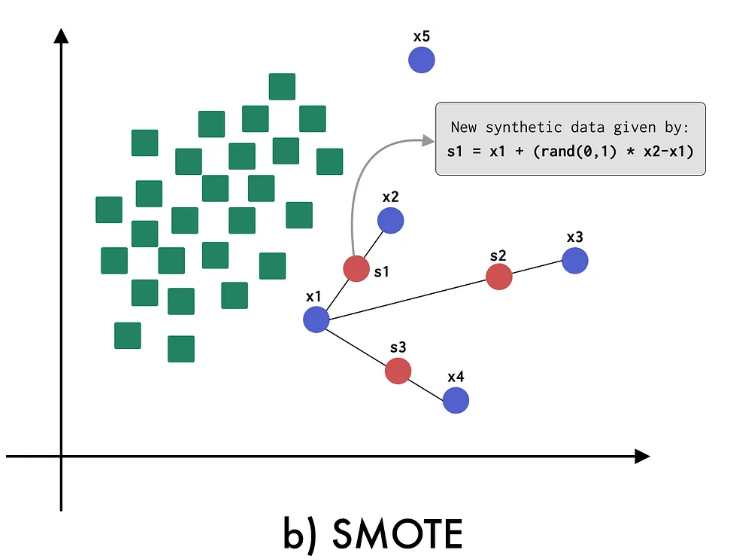 x5
New synthetic data given by:
s1 = x1 + (rand(0,1) * x2-x1)
x2
x3
s2
s1
x1
s3
x4
b) SMOTE